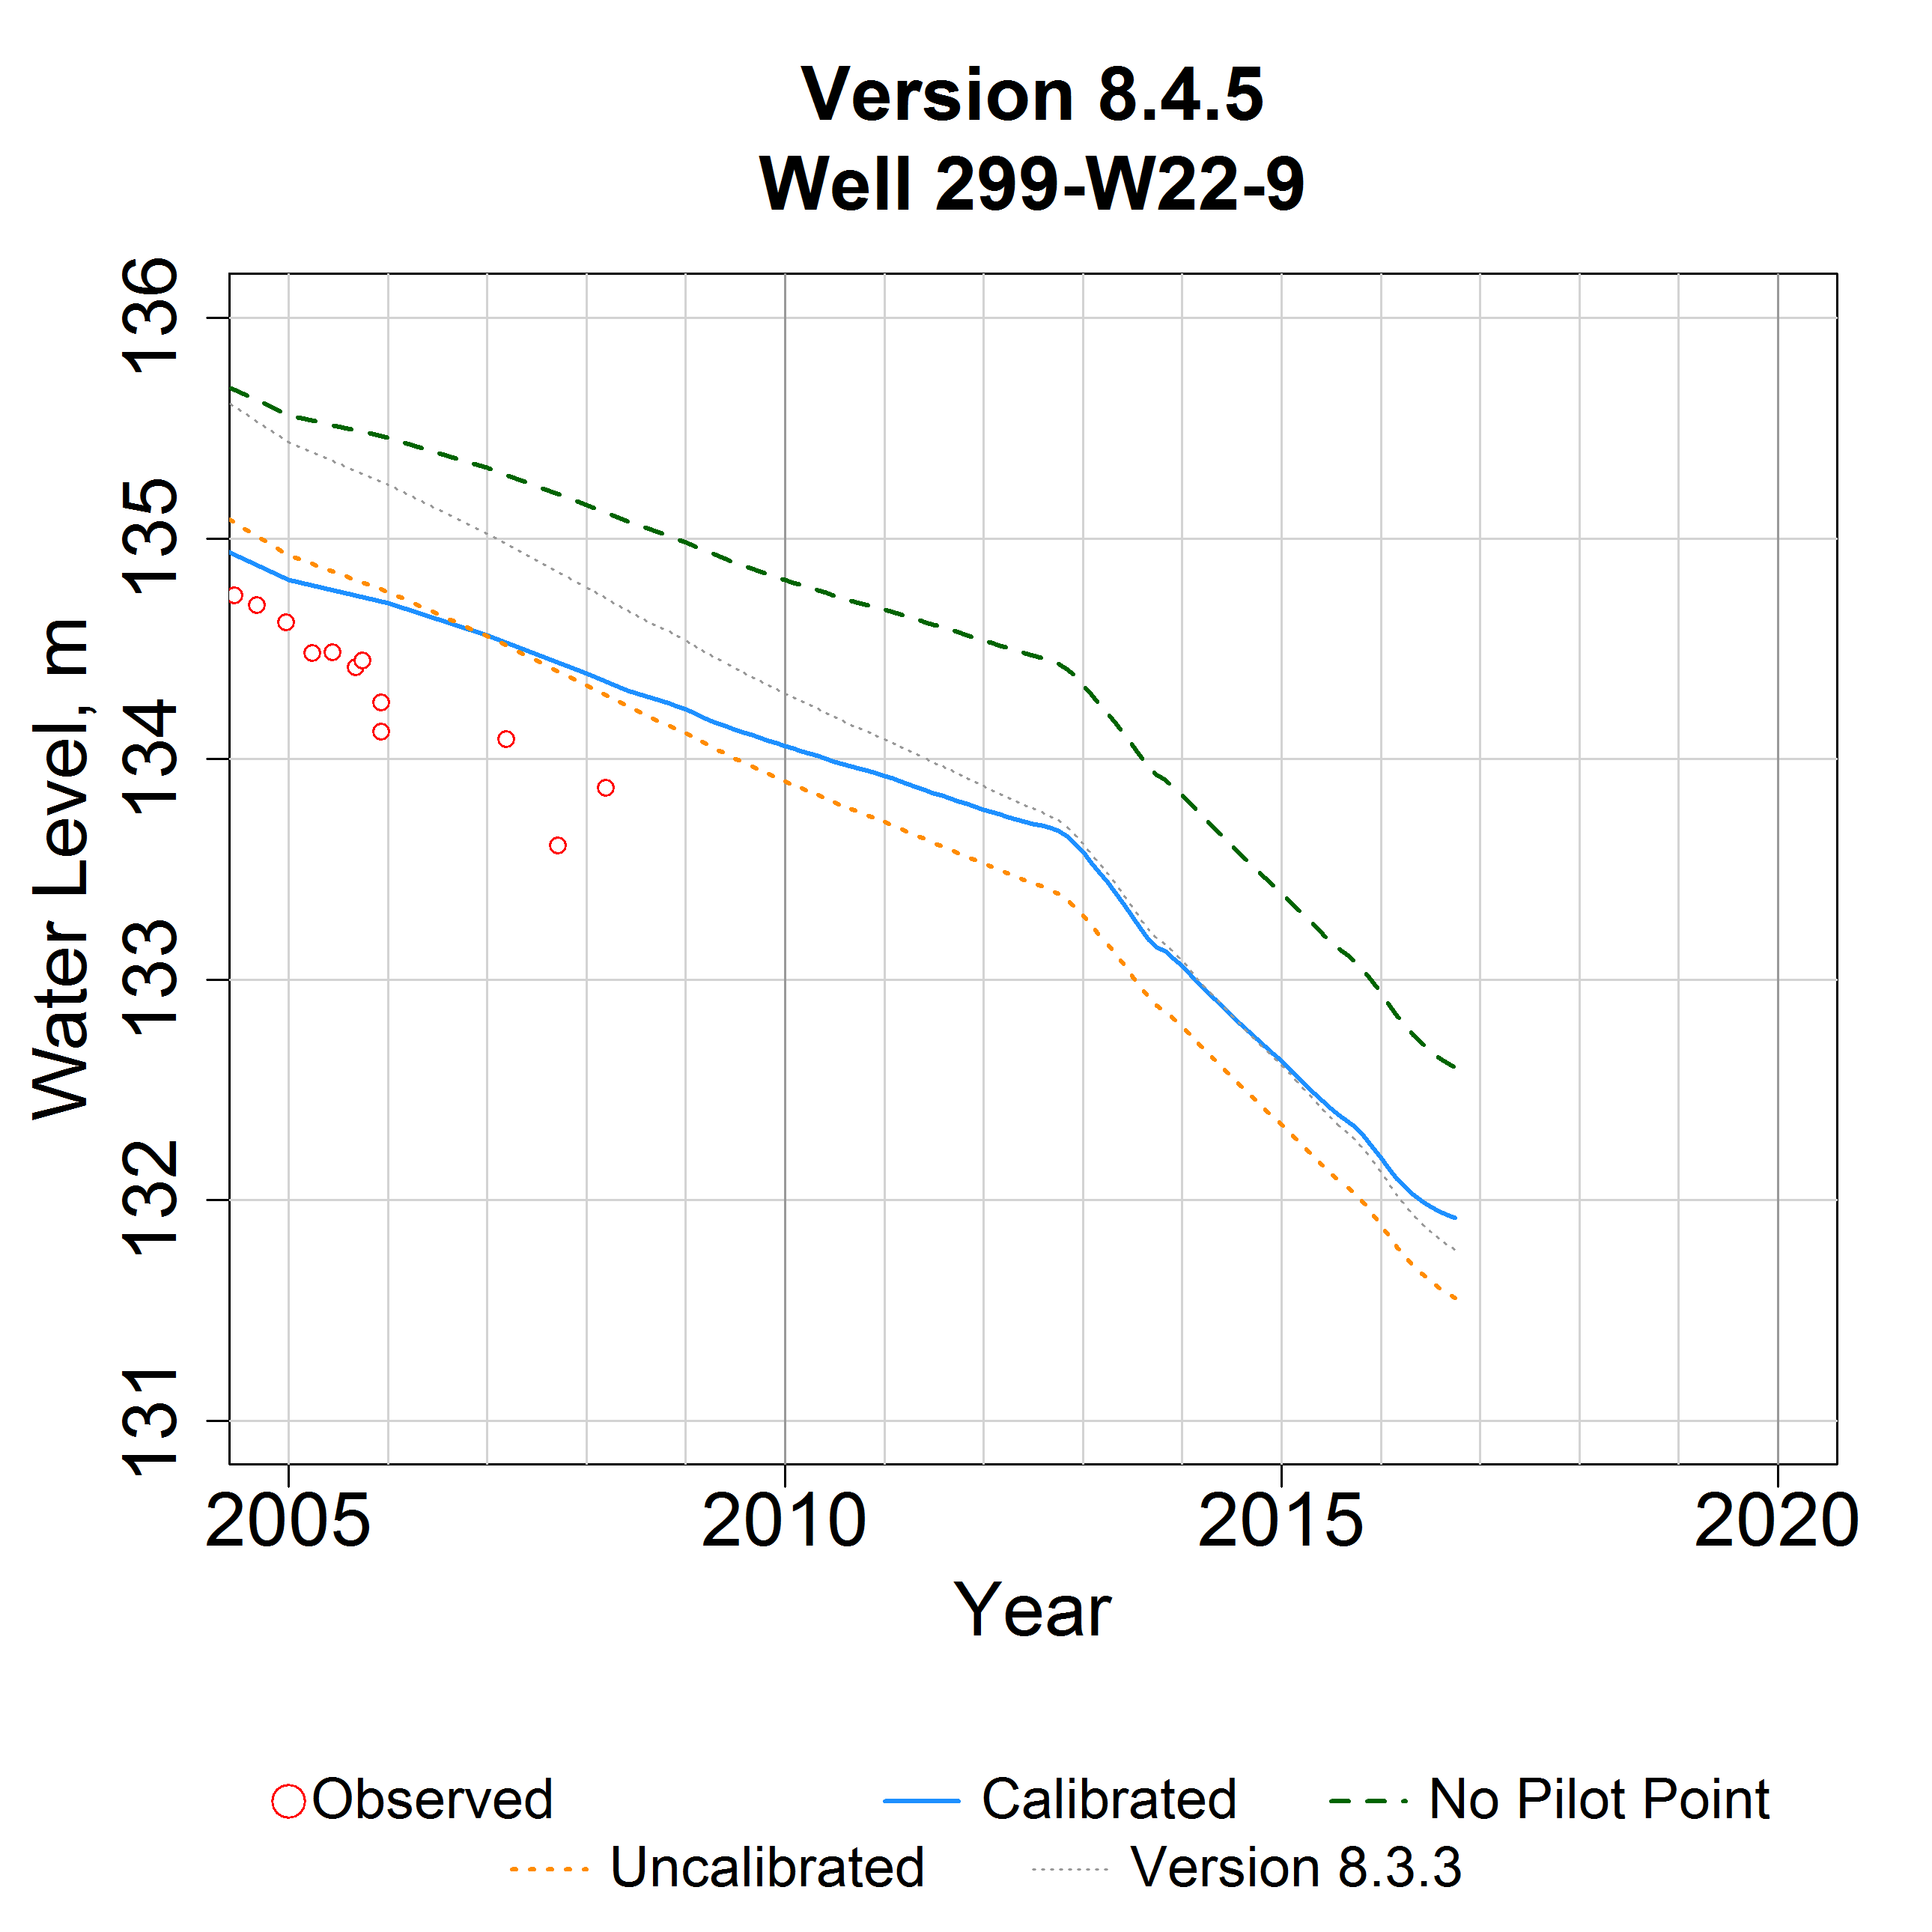 Version 8.4.5
Well 299-W22-9
136
135
134
133
132
131
Water Level, m
2005 2010 2015 2020
Year
Observed Calibrated No Pilot Point
Uncalibrated Version 8.3.3